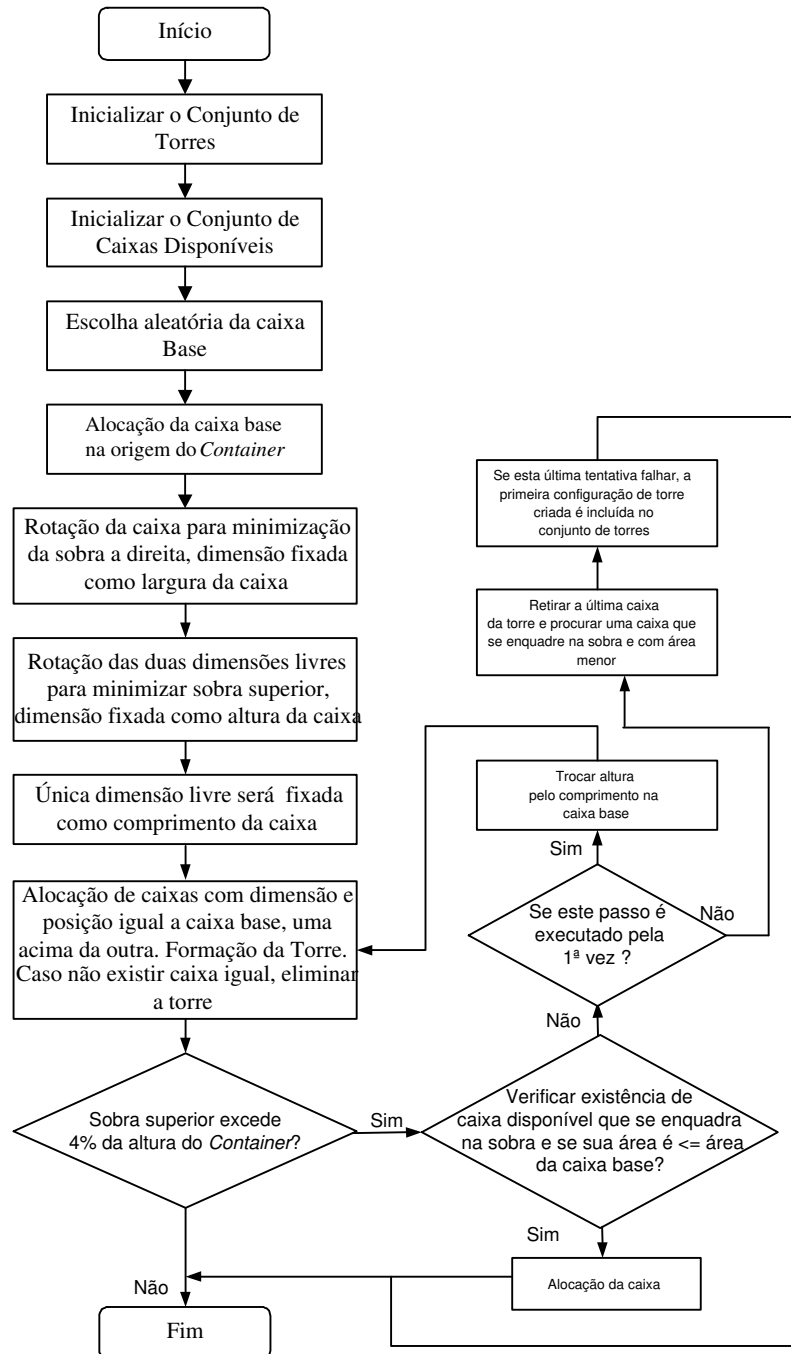 Início
Inicializar o Conjunto de
Torres
Inicializar o Conjunto de
Caixas Disponíveis
Escolha aleatória da caixa
Base
Alocação da caixa base
na origem do Container
Rotação da caixa para minimização
da sobra a direita, dimensão fixada
como largura da caixa
Rotação das duas dimensões livres
para minimizar sobra superior,
dimensão fixada como altura da caixa
Única dimensão livre será fixada
como comprimento da caixa
Alocação de caixas com dimensão e
posição igual a caixa base, uma
acima da outra. Formação da Torre.
Caso não existir caixa igual, eliminar
a torre
Sobra superior excede
4% da altura do Container?
Sim
Não
Fim
Verificar existência de
caixa disponível que se enquadra
na sobra e se sua área é <= área
da caixa base?
Sim
Alocação da caixa
Não
Se este passo é
executado pela
1ª vez ?
Sim
Não
Trocar altura
pelo comprimento na
caixa base
Retirar a última caixa
da torre e procurar uma caixa que
se enquadre na sobra e com área
menor
Se esta última tentativa falhar, a
primeira configuração de torre
criada é incluída no
conjunto de torres